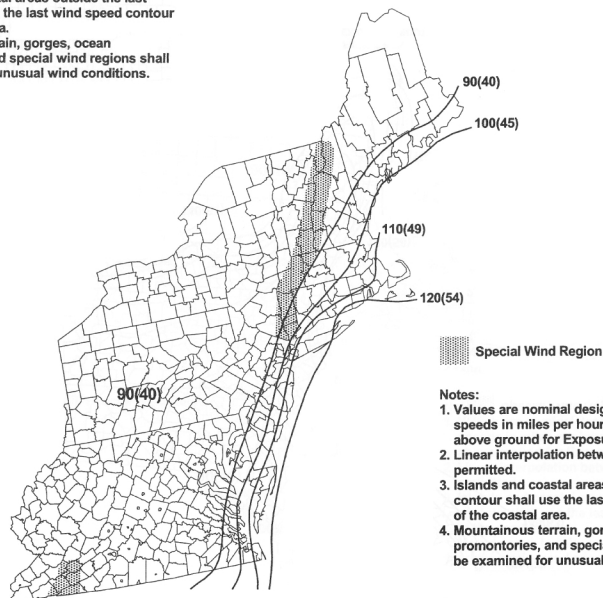 tal areas outside the last
the last wind speed contour
a.
ain, gorges, ocean
d special wind regions shall
unusual wind conditions.
90(40)
100(45)
110(49)
120(54)
90(40)
Special Wind Region
Notes:
1. Values are nominal desig
speeds in miles per hour
above ground for Exposu
2. Linear interpolation betw
permitted.
3. Islands and coastal areas
contour shall use the las
of the coastal area.
4. Mountainous terrain, gor
promontories, and specia
be examined for unusual